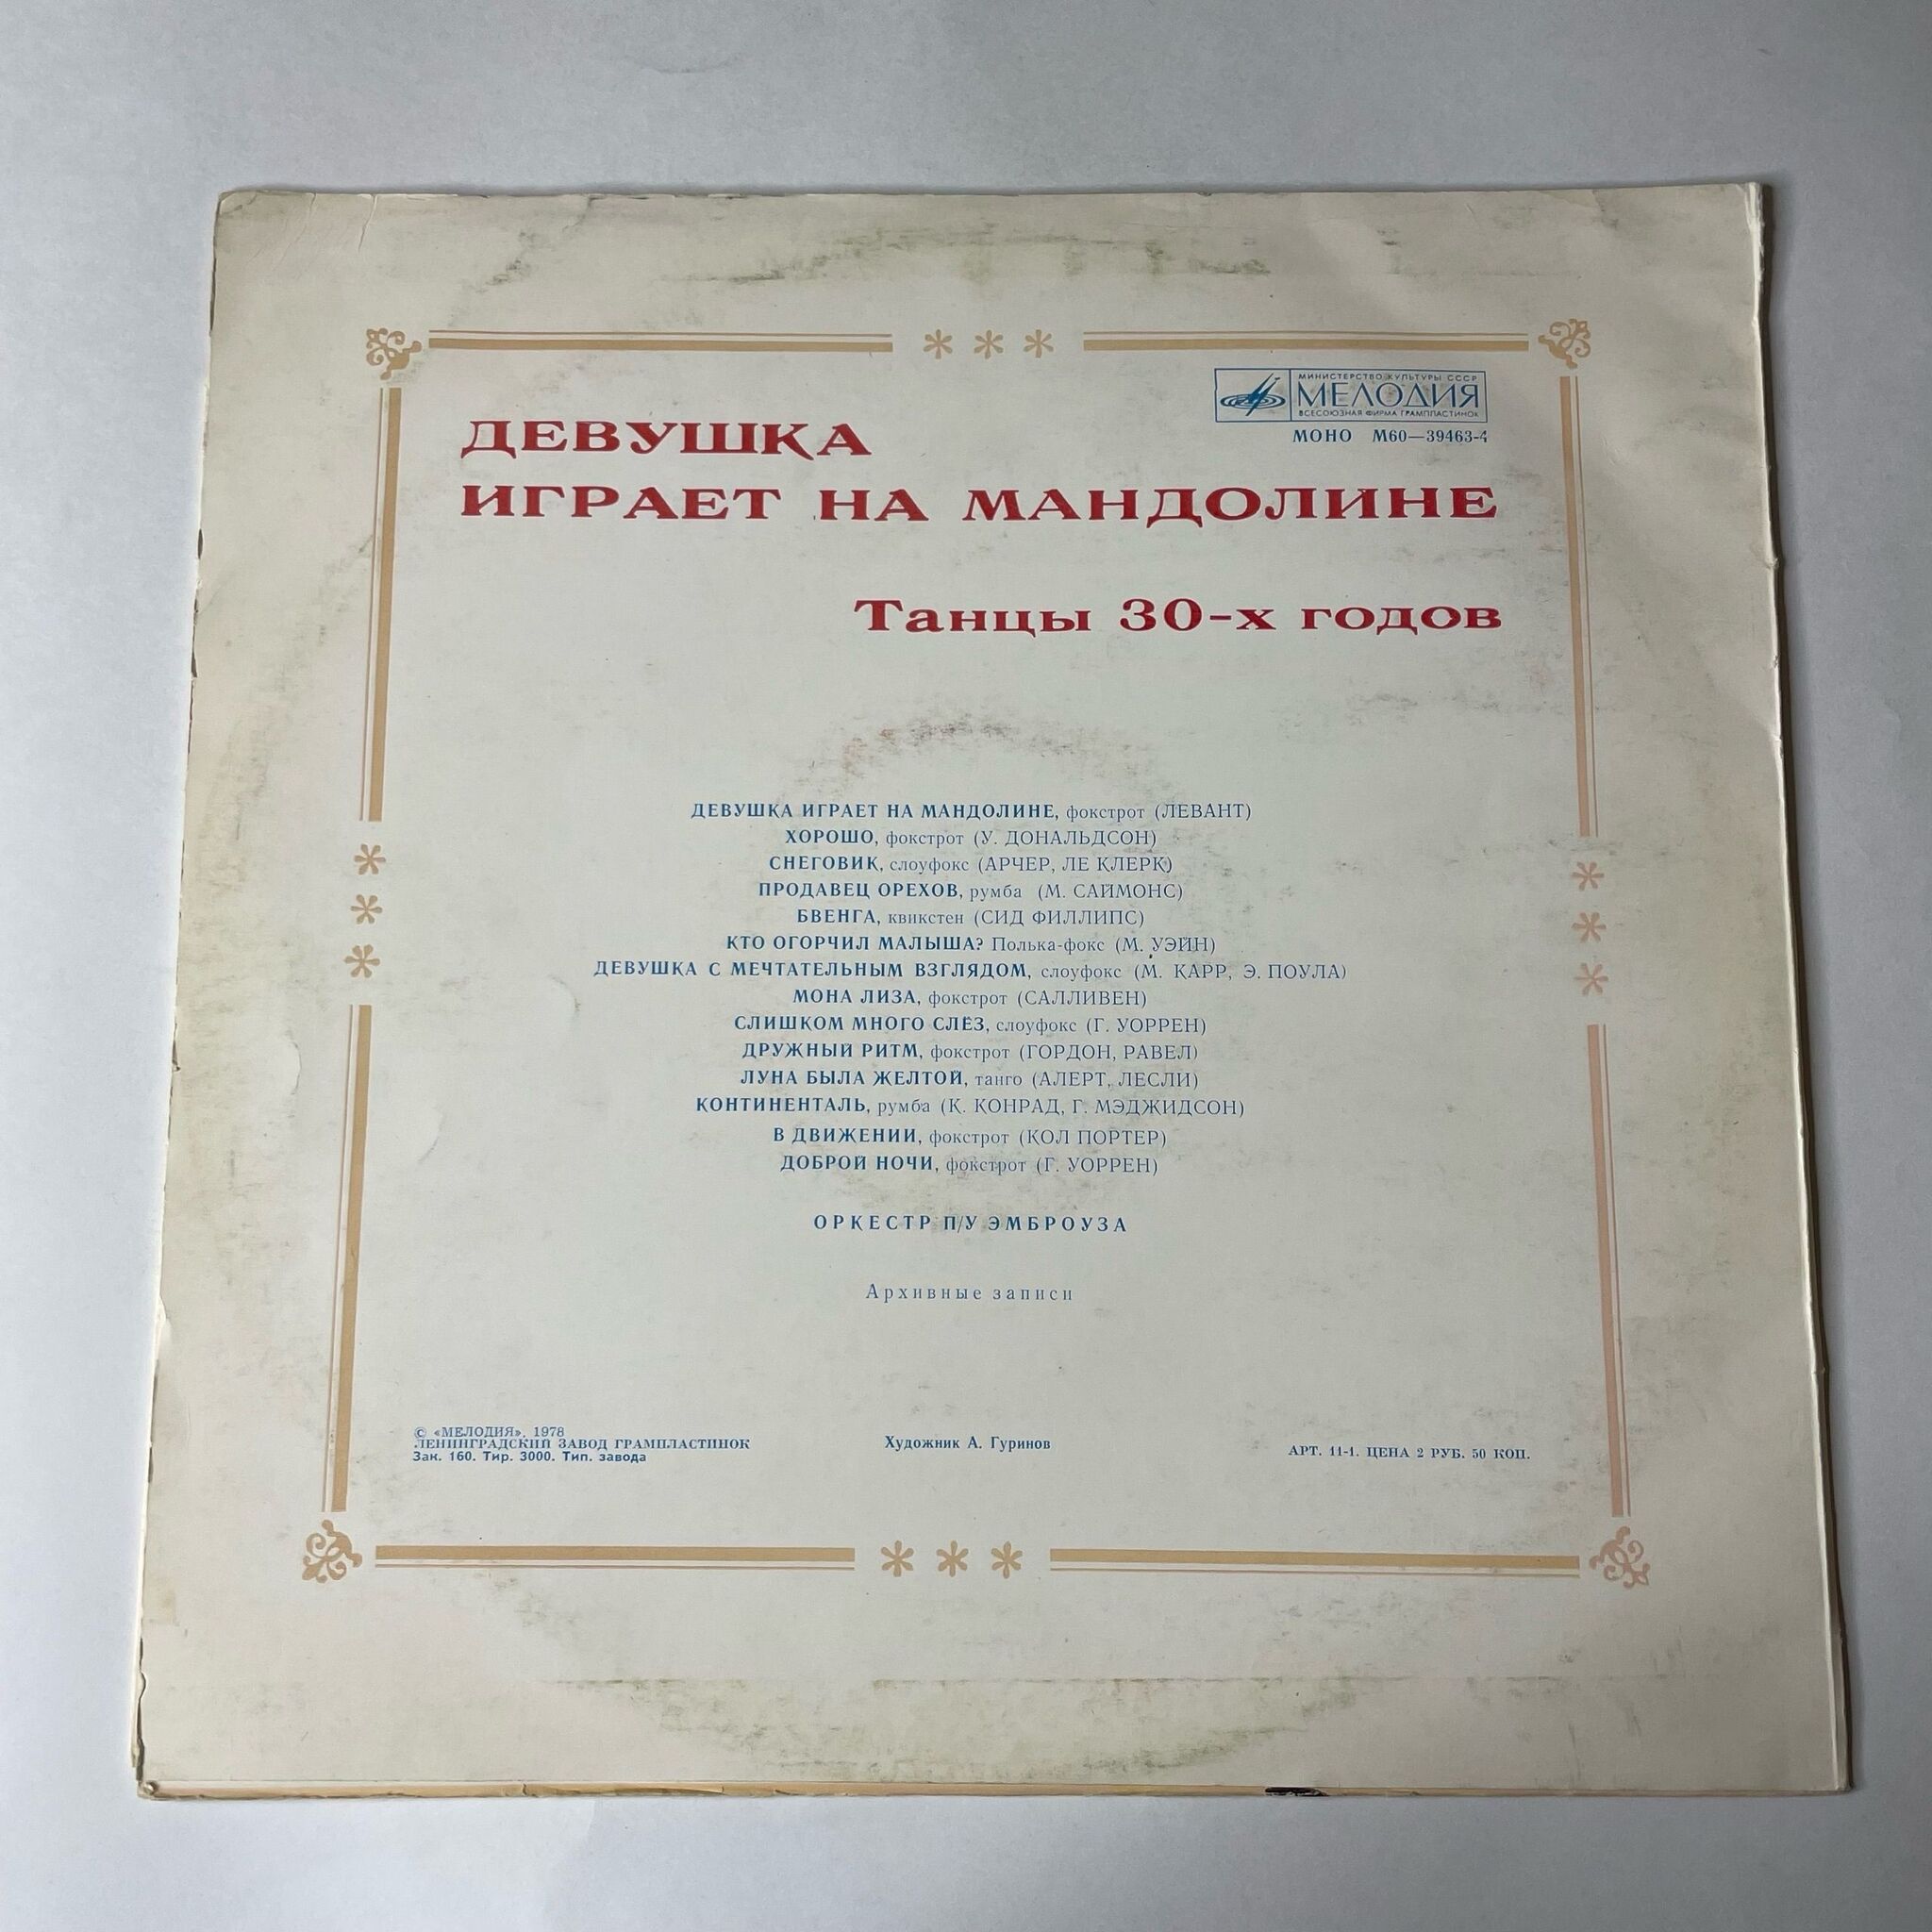 МИНИСТЕРСТВО КУЛЬТУРЫ СССР
МЕЛОДИЯ
ВСЕСОЮЗНАЯ ФИРМА ГРАМПЛАСТИНОК
МОНО М60—39463-4
ДЕВУШКА
ИГРАЕТ НА МАНДОЛИНЕ
Танцы 30-х годов
ДЕВУШКА ИГРАЕТ НА МАНДОЛИНЕ, фокстрот (ЛЕВАНТ)
ХОРОШО, фокстрот (У. ДОНАЛЬДСОН)
СНЕГОВИК, слоуфокс (АРЧЕР, ЛЕ КЛЕРК)
ПРОДАВЕЦ ОРЕХОВ, румба (М. САЙМОНС)
БВЕНГА, квикстен (СИД ФИЛЛИПС)
КТО ОГОРЧИЛ МАЛЫША? Полька-фокс (М. УЭЙН)
ДЕВУШКА С МЕЧТАТЕЛЬНЫМ ВЗГЛЯДОМ, слоуфокс (М. КАРР, Э. ПОУЛА)
МОНА ЛИЗА, фокстрот (САЛЛИВЕН)
СЛИШКОМ МНОГО СЛЁЗ, слоуфокс (Г. УОРРЕН)
ДРУЖНЫЙ РИТМ, фокстрот (ГОРДОН, РАВЕЛ)
ЛУНА БЫЛА ЖЕЛТОЙ, танго (АЛЕРТ, ЛЕСЛИ)
КОНТИНЕНТАЛЬ, румба (К. КОНРАД, Г. МЭДЖИДСОН)
В ДВИЖЕНИИ, фокстрот (КОЛ ПОРТЕР)
ДОБРОЙ НОЧИ, фокстрот (Г. УОРРЕН)
ОРКЕСТР П/У ЭМБРОУЗА
Архивные записи
© «МЕЛОДИЯ», 1978
ЛЕНИНГРАДСКИЙ ЗАВОД ГРАМПЛАСТИНОК
Зак. 160. Тир. 3000. Тип. завода
Художник А. Гуринов
АРТ. 11-1. ЦЕНА 2 РУБ. 50 КОП.